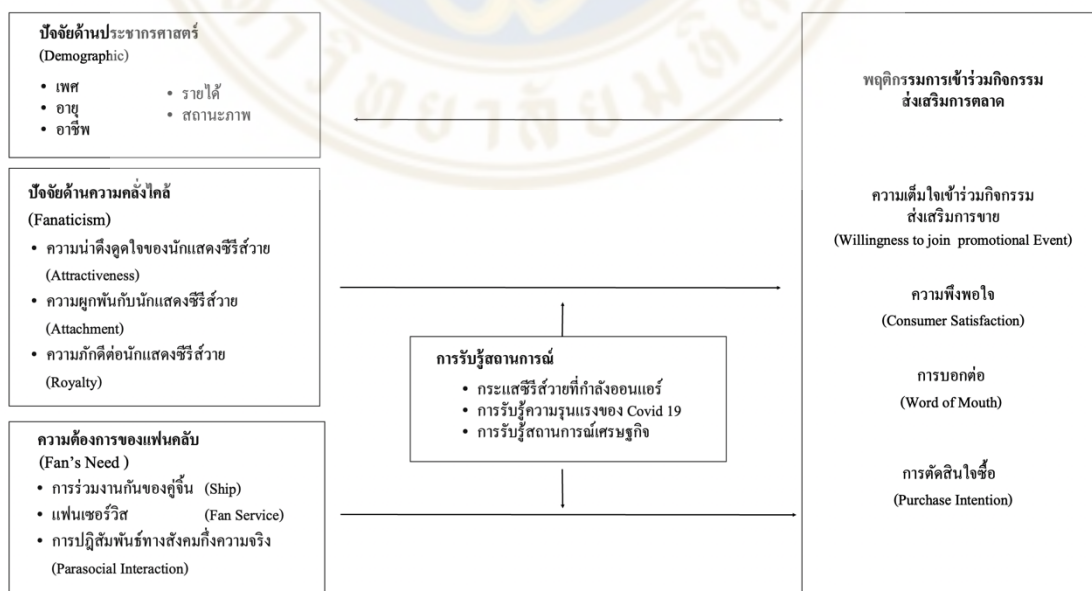 ปัจจัยด้านประชากรศาสตร์
(Demographic)
• เพศ
• อายุ
• อาชีพ
• รายได้
• สถานะภาพ
ปัจจัยด้านความคลั่งไคล้
(Fanaticism)
• ความน่าดึงดูดใจของนักแสดงซีรีส์วาย
(Attractiveness)
• ความผูกพันกับนักแสดงซีรีส์วาย
(Attachment)
• ความภักดีต่อนักแสดงซีรีส์วาย
(Royalty)
ความต้องการของแฟนคลับ
(Fan's Need )
• การร่วมงานกันของคู่จิ้น (Ship)
• แฟนเซอร์วิส (Fan Service)
• การปฎิสัมพันธ์ทางสังคมกึ่งความจริง
(Parasocial Interaction)
การรับรู้สถานการณ์
• กระแสซีรีส์วายที่กำลังออนแอร์
• การรับรู้ความรุนแรงของ Covid 19
• การรับรู้สถานการณ์เศรษฐกิจ
พฤติกรรมการเข้าร่วมกิจกรรม
ส่งเสริมการตลาด
ความเต็มใจเข้าร่วมกิจกรรม
ส่งเสริมการขาย
(Willingness to join promotional Event)
ความพึงพอใจ
(Consumer Satisfaction)
การบอกต่อ
(Word of Mouth)
การตัดสินใจซื้อ
(Purchase Intention)